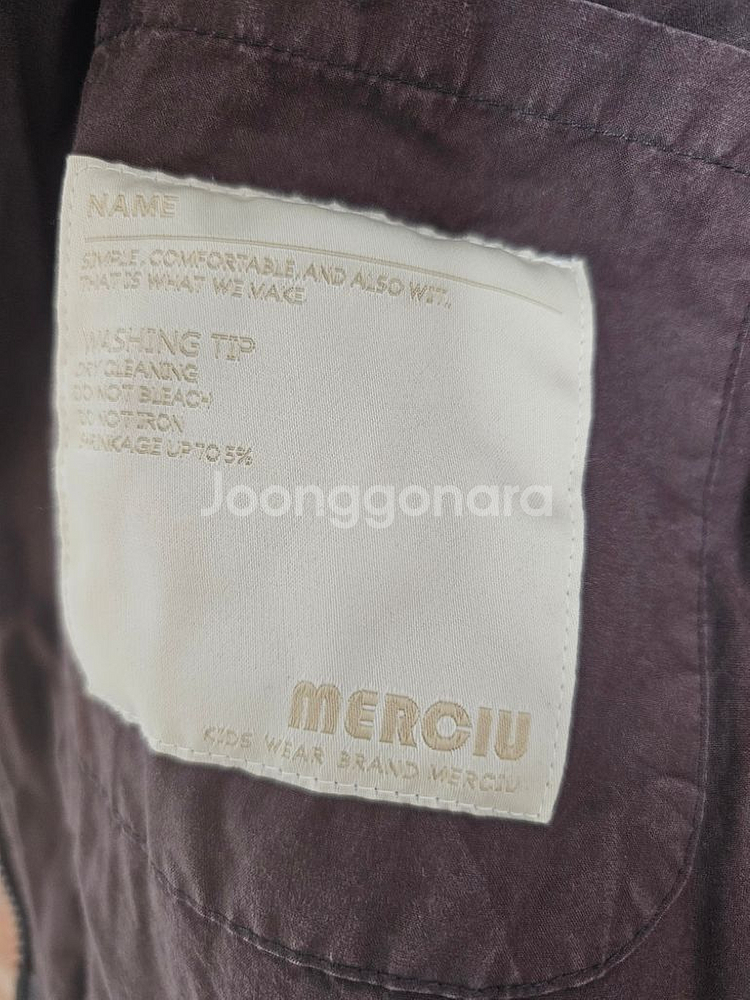 NAME
SIMPLE, COMFORTABLE, AND ALSO WIT..
THAT IS WHAT WE MAKE
WASHING TIP
DRY CLEANING
DO NOT BLEACH
DO NOT IRON
SHINKAGE UP TO 5%
Joonggonara
MERCIU
KIDS WEAR BRAND MERCIU